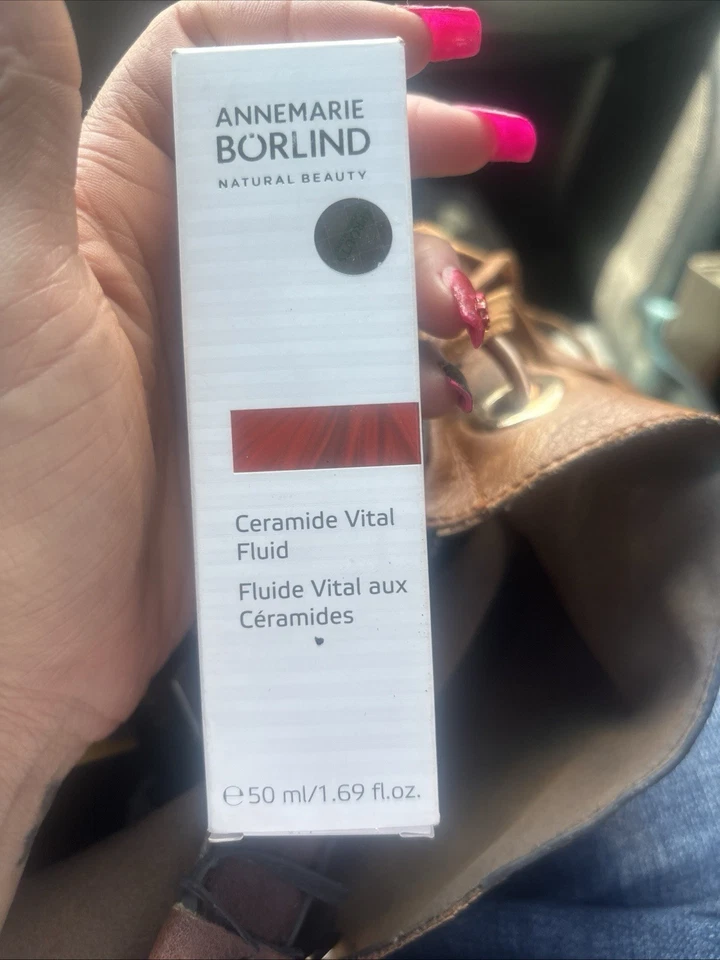 ANNEMARIE
BÖRLIND
NATURAL BEAUTY
Ceramide Vital
Fluid
Fluide Vital aux
Céramides
℮50 ml/1.69 fl.oz.